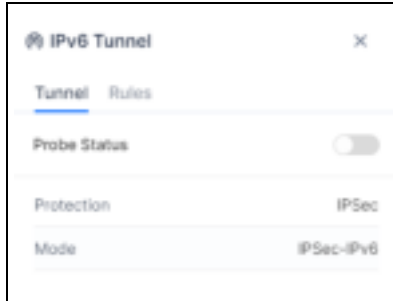 IPv6 Tunnel
Tunnel Rules
Probe Status
Protection IPSec
Mode IPSec-IPv6